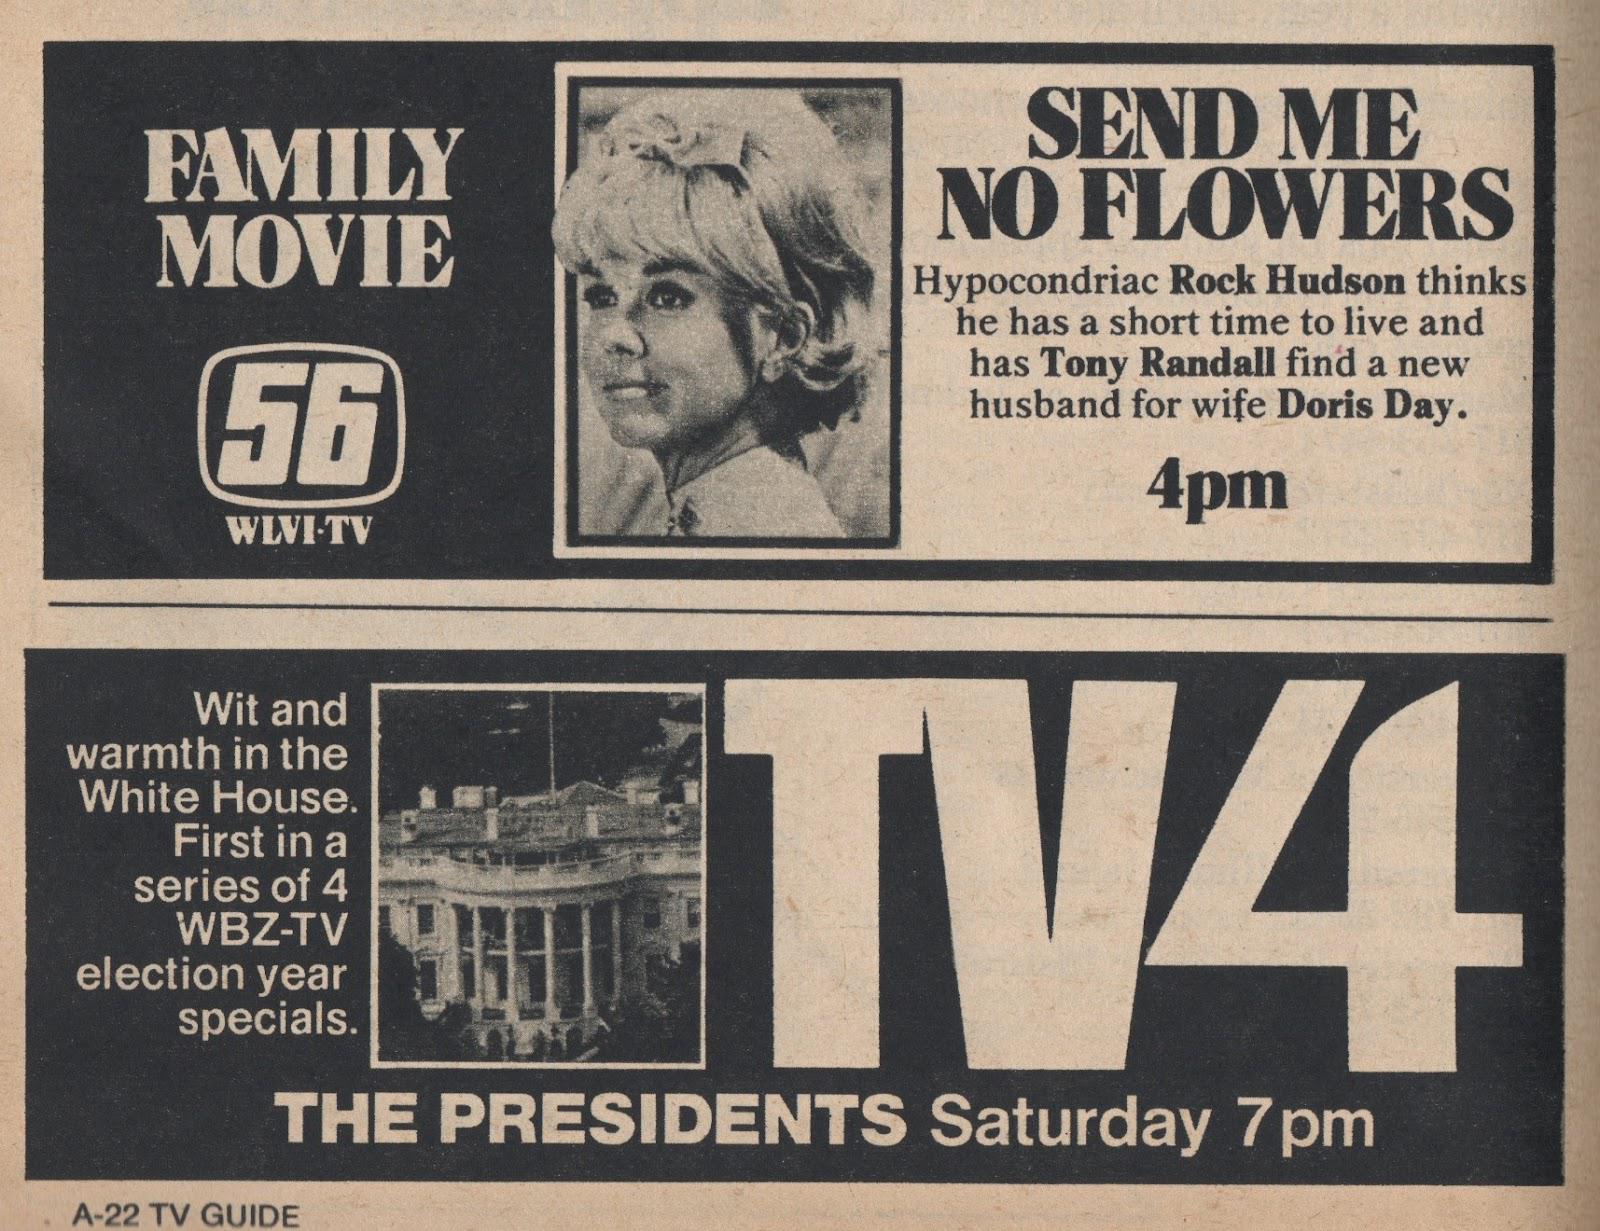 FAMILY
MOVIE
56
WLVI-TV
SEND ME
NO FLOWERS
Hypocondriac Rock Hudson thinks
he has a short time to live and
has Tony Randall find a new
husband for wife Doris Day.
4pm
Wit and
warmth in the
White House.
First in a
series of 4
WBZ-TV
election year
specials.
TV4
THE PRESIDENTS Saturday 7pm
A-22 TV GUIDE